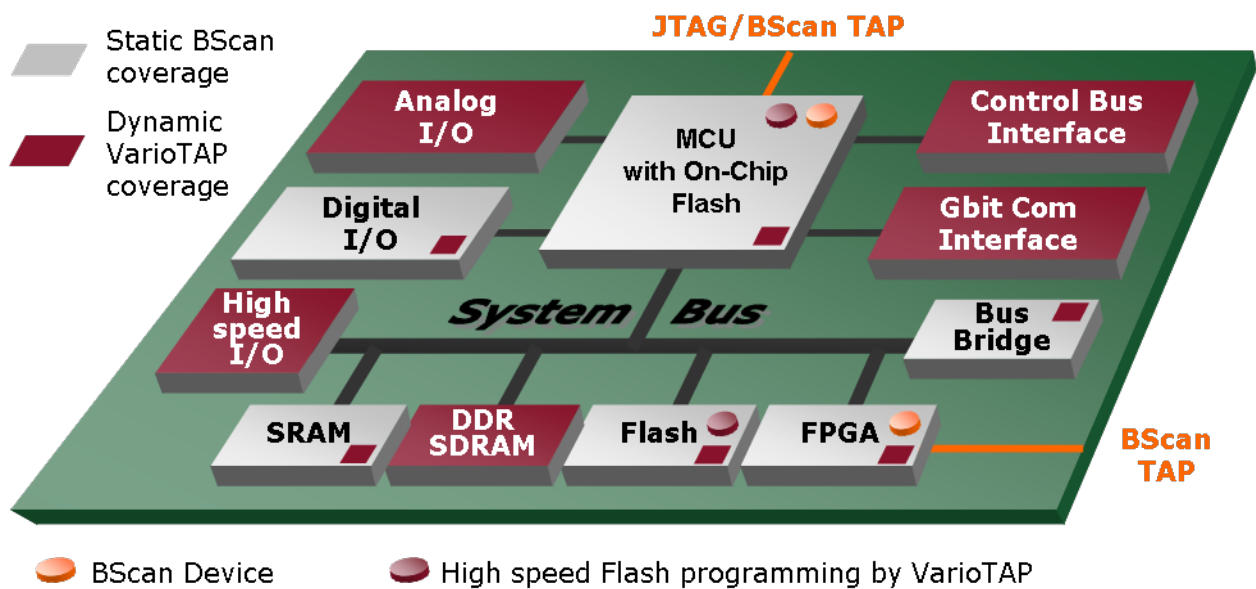 JTAG/BScan TAP
Static BScan
coverage
Dynamic
VarioTAP
coverage
Analog
I/O
MCU
with On-Chip
Flash
Control Bus
Interface
Digital
I/O
Gbit Com
Interface
High
speed
I/O
System Bus
Bus
Bridge
SRAM
DDR
SDRAM
Flash
FPGA
BScan
TAP
BScan Device
High speed Flash programming by VarioTAP